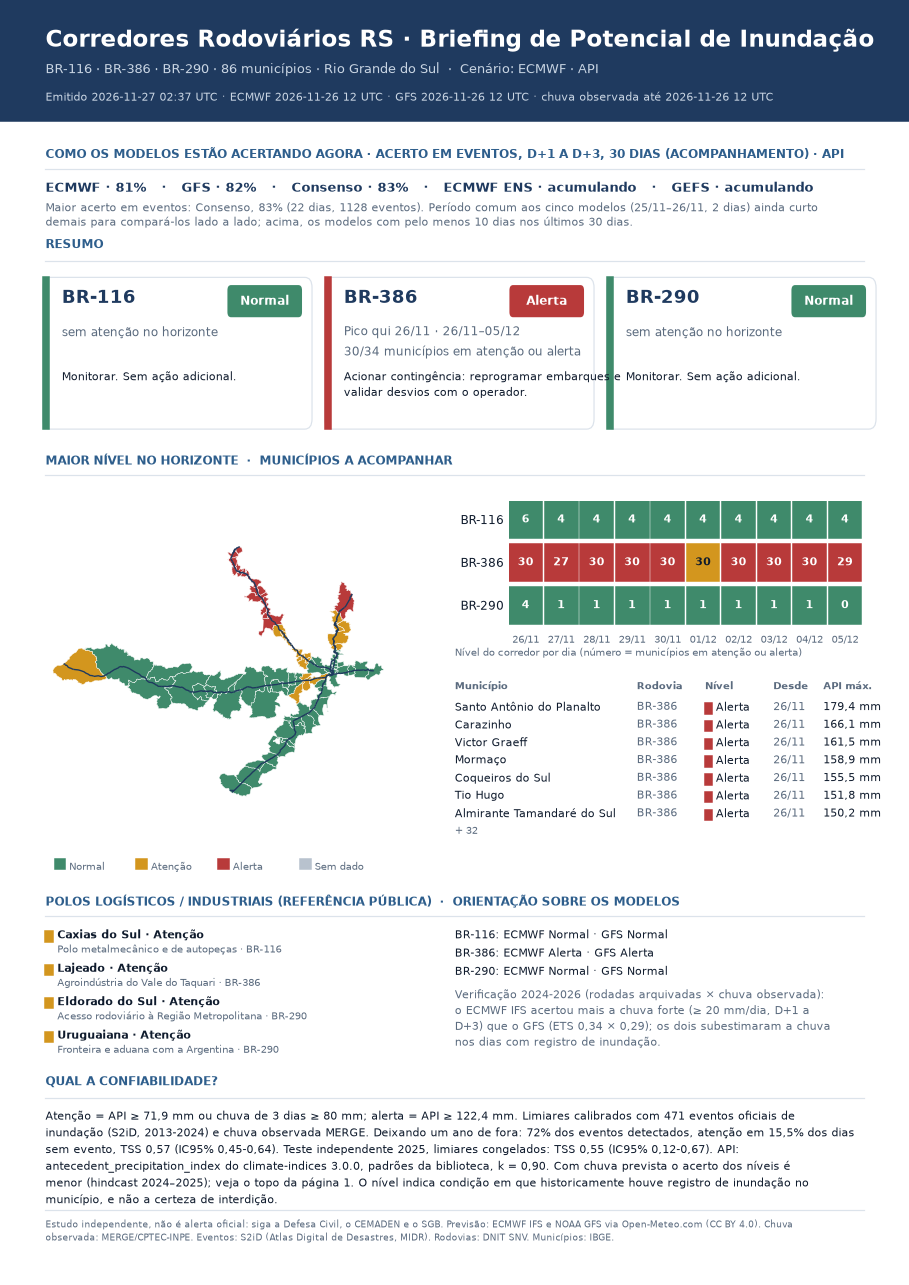 Corredores Rodoviários RS · Briefing de Potencial de Inundação
BR-116 · BR-386 · BR-290 · 86 municípios · Rio Grande do Sul · Cenário: ECMWF · API
Emitido 2026-11-27 02:37 UTC · ECMWF 2026-11-26 12 UTC · GFS 2026-11-26 12 UTC · chuva observada até 2026-11-26 12 UTC
COMO OS MODELOS ESTÃO ACERTANDO AGORA · ACERTO EM EVENTOS, D+1 A D+3, 30 DIAS (ACOMPANHAMENTO) · API
ECMWF · 81% · GFS · 82% · Consenso · 83% · ECMWF ENS · acumulando · GEFS · acumulando
Maior acerto em eventos: Consenso, 83% (22 dias, 1128 eventos). Período comum aos cinco modelos (25/11–26/11, 2 dias) ainda curto
demais para compará-los lado a lado; acima, os modelos com pelo menos 10 dias nos últimos 30 dias.
RESUMO
BR-116
Normal
sem atenção no horizonte
Monitorar. Sem ação adicional.
BR-386
Alerta
Pico qui 26/11 · 26/11–05/12
30/34 municípios em atenção ou alerta
Acionar contingência: reprogramar embarques e
validar desvios com o operador.
BR-290
Normal
sem atenção no horizonte
Monitorar. Sem ação adicional.
MAIOR NÍVEL NO HORIZONTE · MUNICÍPIOS A ACOMPANHAR
BR-116 6 4 4 4 4 4 4 4 4 4
BR-386 30 27 30 30 30 30 30 30 30 29
BR-290 4 1 1 1 1 1 1 1 1 0
26/11 27/11 28/11 29/11 30/11 01/12 02/12 03/12 04/12 05/12
Nível do corredor por dia (número = municípios em atenção ou alerta)
Município Rodovia Nível Desde API máx.
Santo Antônio do Planalto BR-386 Alerta 26/11 179,4 mm
Carazinho BR-386 Alerta 26/11 166,1 mm
Victor Graeff BR-386 Alerta 26/11 161,5 mm
Mormaço BR-386 Alerta 26/11 158,9 mm
Coqueiros do Sul BR-386 Alerta 26/11 155,5 mm
Tio Hugo BR-386 Alerta 26/11 151,8 mm
Almirante Tamandaré do Sul BR-386 Alerta 26/11 150,2 mm
+ 32
Normal Atenção Alerta Sem dado
POLOS LOGÍSTICOS / INDUSTRIAIS (REFERÊNCIA PÚBLICA) · ORIENTAÇÃO SOBRE OS MODELOS
Caxias do Sul · Atenção
Polo metalmecânico e de autopeças · BR-116
Lajeado · Atenção
Agroindústria do Vale do Taquari · BR-386
Eldorado do Sul · Atenção
Acesso rodoviário à Região Metropolitana · BR-290
Uruguaiana · Atenção
Fronteira e aduana com a Argentina · BR-290
BR-116: ECMWF Normal · GFS Normal
BR-386: ECMWF Alerta · GFS Alerta
BR-290: ECMWF Normal · GFS Normal
Verificação 2024-2026 (rodadas arquivadas × chuva observada):
o ECMWF IFS acertou mais a chuva forte (≥ 20 mm/dia, D+1 a
D+3) que o GFS (ETS 0,34 × 0,29); os dois subestimaram a chuva
nos dias com registro de inundação.
QUAL A CONFIABILIDADE?
Atenção = API ≥ 71,9 mm ou chuva de 3 dias ≥ 80 mm; alerta = API ≥ 122,4 mm. Limiares calibrados com 471 eventos oficiais de
inundação (S2iD, 2013-2024) e chuva observada MERGE. Deixando um ano de fora: 72% dos eventos detectados, atenção em 15,5% dos dias
sem evento, TSS 0,57 (IC95% 0,45-0,64). Teste independente 2025, limiares congelados: TSS 0,55 (IC95% 0,12-0,67). API:
antecedent_precipitation_index do climate-indices 3.0.0, padrões da biblioteca, k = 0,90. Com chuva prevista o acerto dos níveis é
menor (hindcast 2024–2025); veja o topo da página 1. O nível indica condição em que historicamente houve registro de inundação no
município, e não a certeza de interdição.
Estudo independente, não é alerta oficial: siga a Defesa Civil, o CEMADEN e o SGB. Previsão: ECMWF IFS e NOAA GFS via Open-Meteo.com (CC BY 4.0). Chuva
observada: MERGE/CPTEC-INPE. Eventos: S2iD (Atlas Digital de Desastres, MIDR). Rodovias: DNIT SNV. Municípios: IBGE.